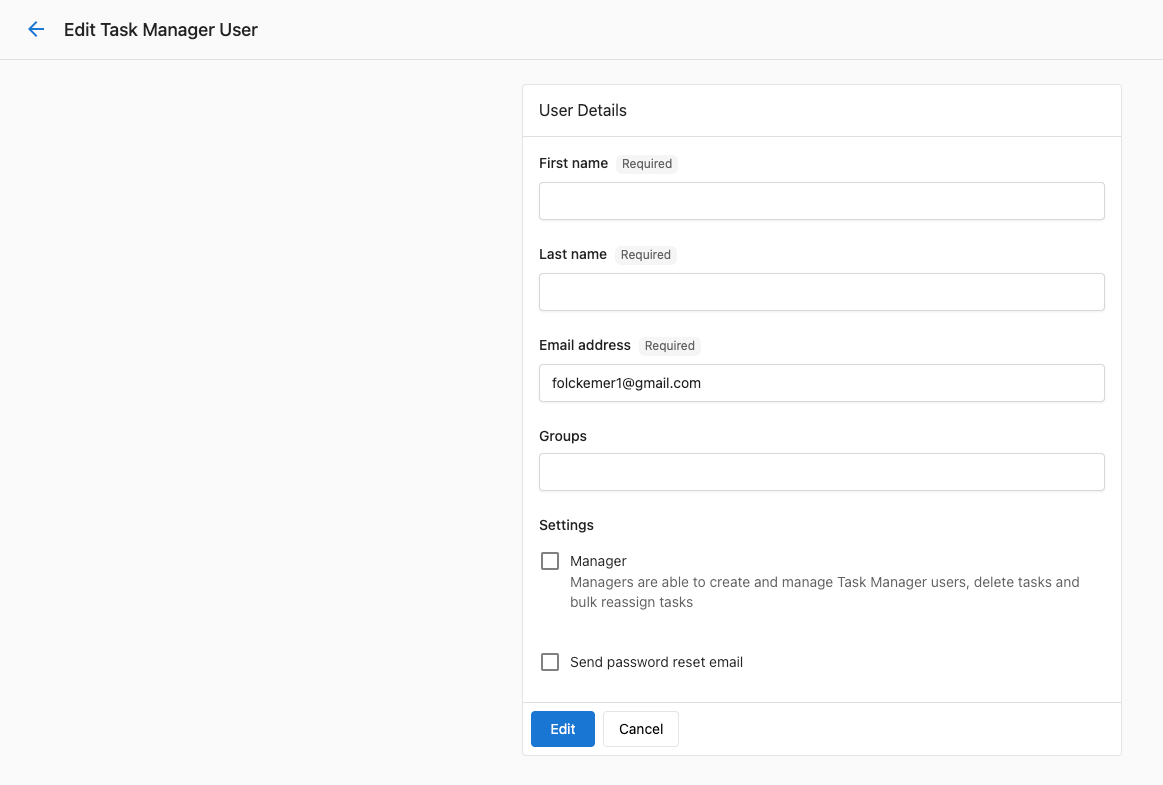 Edit Task Manager User
User Details
First name Required
Last name Required
Email address Required
folckemer1@gmail.com
Groups
Settings
Manager
Managers are able to create and manage Task Manager users, delete tasks and
bulk reassign tasks
Send password reset email
Edit Cancel